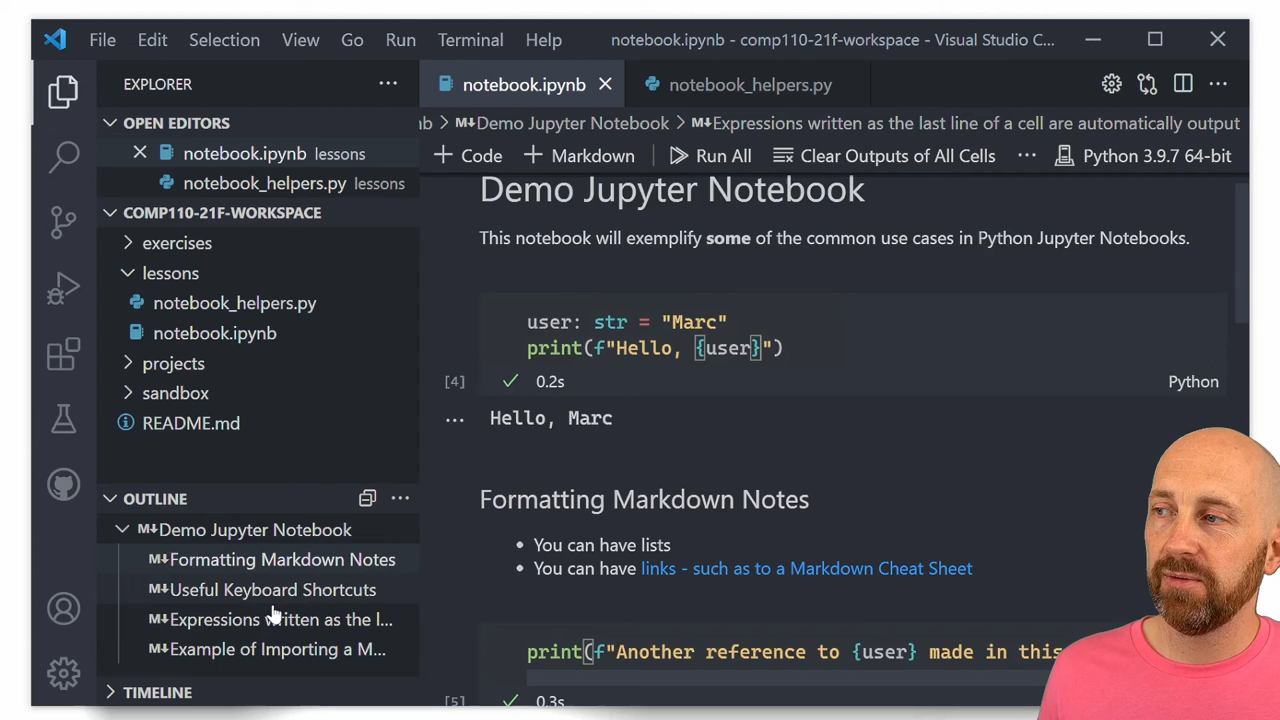 File Edit Selection View Go Run Terminal Help notebook.ipynb - comp110-21f-workspace - Visual Studio C...
EXPLORER ...
notebook.ipynb
notebook_helpers.py
OPEN EDITORS
nb > M↓Demo Jupyter Notebook > M↓Expressions written as the last line of a cell are automatically output
notebook.ipynb lessons
+ Code + Markdown Run All Clear Outputs of All Cells ... Python 3.9.7 64-bit
notebook_helpers.py lessons
COMP110-21F-WORKSPACE
exercises
lessons
notebook_helpers.py
notebook.ipynb
projects
sandbox
README.md
OUTLINE ...
M↓Demo Jupyter Notebook
M↓Formatting Markdown Notes
M↓Useful Keyboard Shortcuts
M↓Expressions written as the l...
M↓Example of Importing a M...
TIMELINE
Demo Jupyter Notebook
This notebook will exemplify some of the common use cases in Python Jupyter Notebooks.
user: str = "Marc"
print(f"Hello, {user}")
[4] ✓ 0.2s Python
... Hello, Marc
Formatting Markdown Notes
• You can have lists
• You can have links - such as to a Markdown Cheat Sheet
print(f"Another reference to {user} made in this
[5] ✓ 0.3s